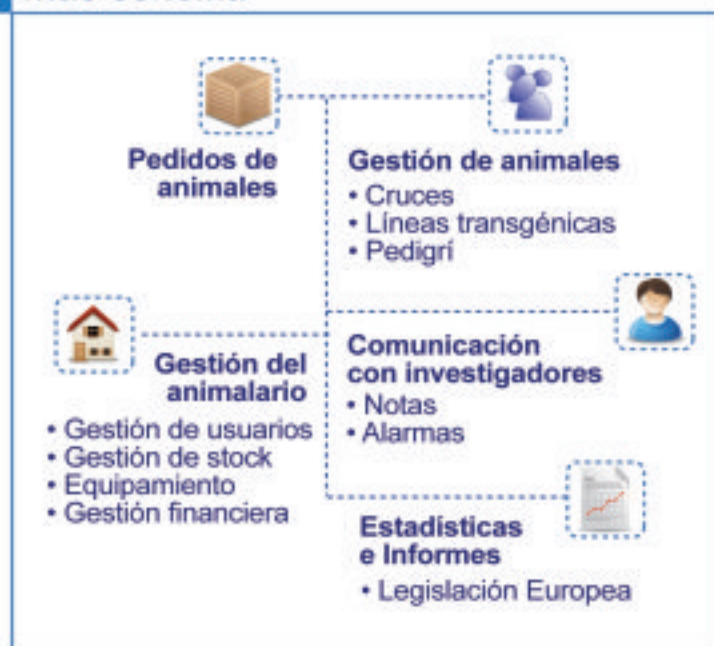 Pedidos de
animales
Gestión de animales
• Cruces
• Líneas transgénicas
• Pedigrí
Gestión del
animalario
• Gestión de usuarios
• Gestión de stock
• Equipamiento
• Gestión financiera
Comunicación
con investigadores
• Notas
• Alarmas
Estadísticas
e Informes
• Legislación Europea